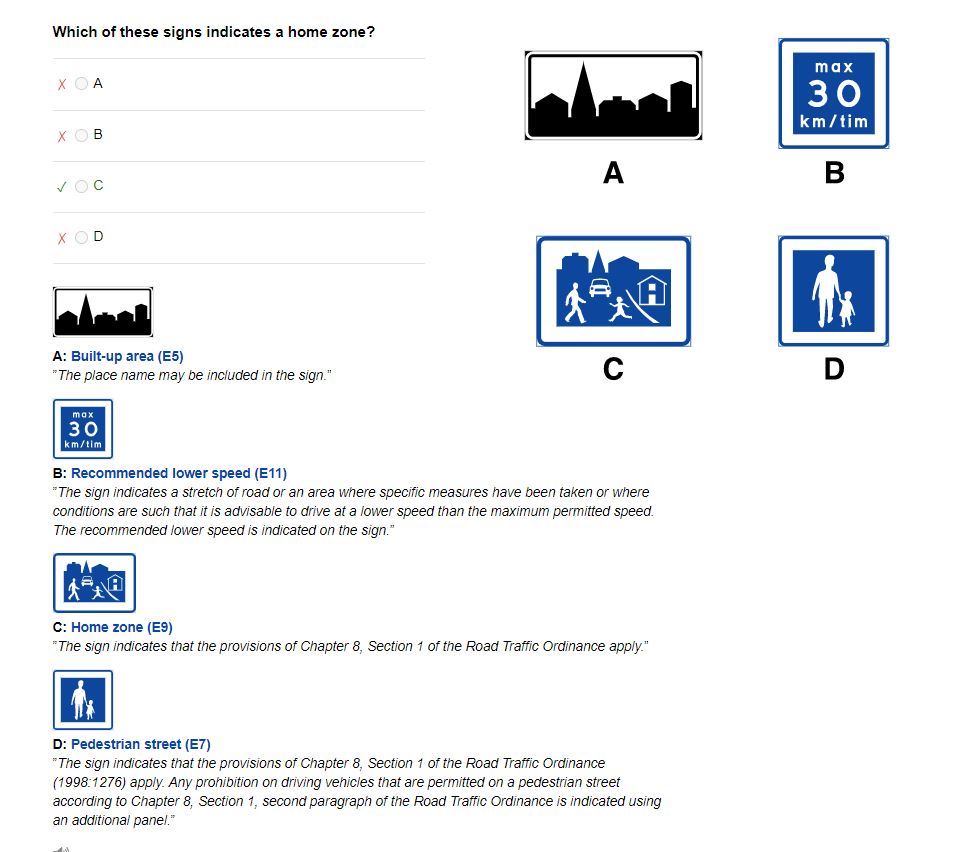 Which of these signs indicates a home zone?
A
B
C
D
max
30
km/tim
A
B
C
D
A: Built-up area (E5)
"The place name may be included in the sign."
max
30
km/tim
B: Recommended lower speed (E11)
"The sign indicates a stretch of road or an area where specific measures have been taken or where
conditions are such that it is advisable to drive at a lower speed than the maximum permitted speed.
The recommended lower speed is indicated on the sign."
C: Home zone (E9)
"The sign indicates that the provisions of Chapter 8, Section 1 of the Road Traffic Ordinance apply."
D: Pedestrian street (E7)
"The sign indicates that the provisions of Chapter 8, Section 1 of the Road Traffic Ordinance
(1998:1276) apply. Any prohibition on driving vehicles that are permitted on a pedestrian street
according to Chapter 8, Section 1, second paragraph of the Road Traffic Ordinance is indicated using
an additional panel."